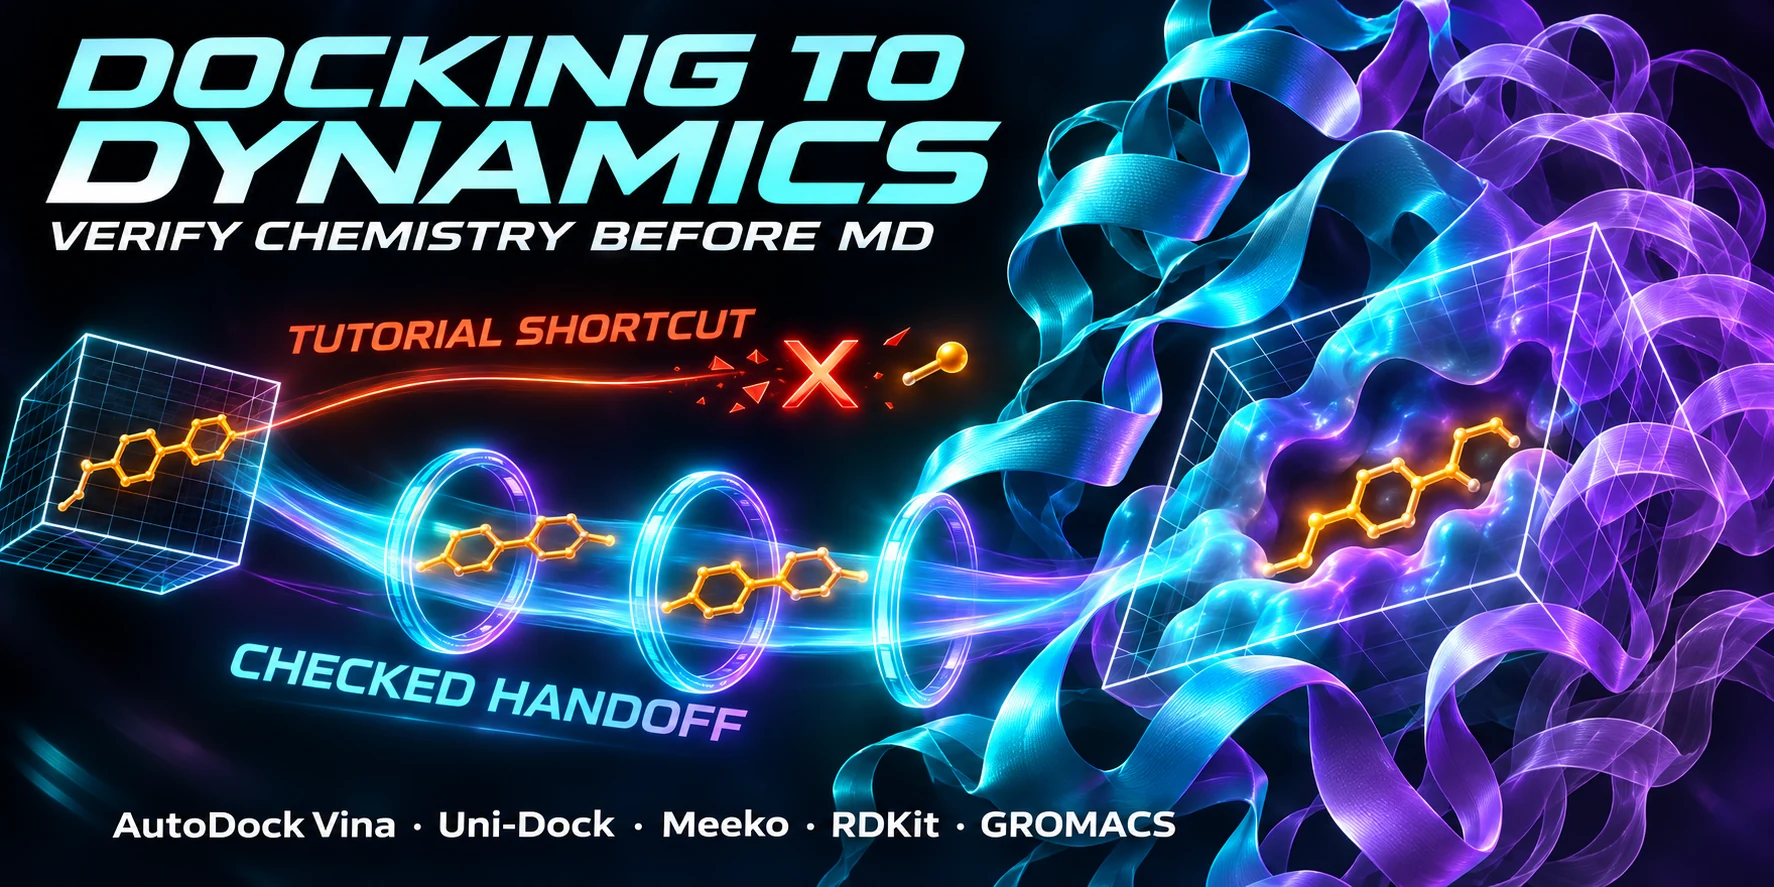 DOCKING TO
DYNAMICS
VERIFY CHEMISTRY BEFORE MD
TUTORIAL SHORTCUT
X
CHECKED HANDOFF
AutoDock Vina · Uni-Dock · Meeko · RDKit · GROMACS